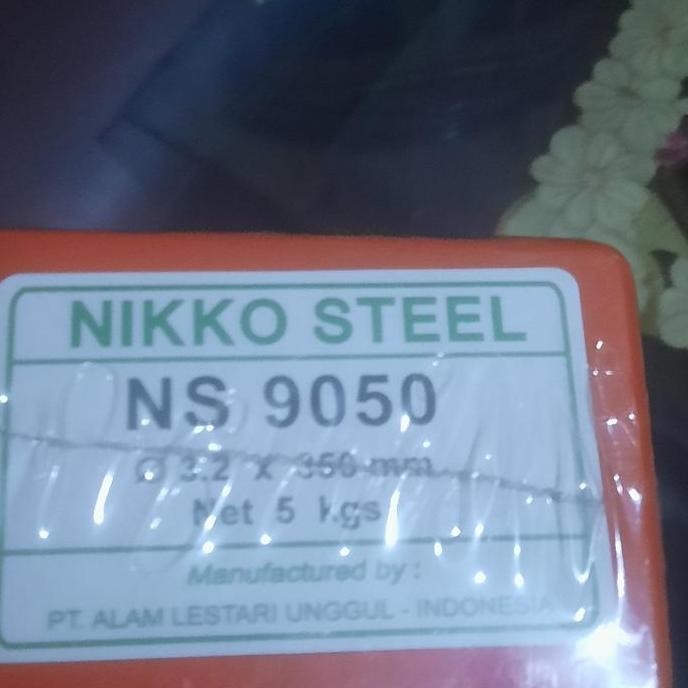 NIKKO STEEL
NS 9050
Ø 3.2 x 350 mm
Net 5 kgs
Manufactured by :
PT. ALAM LESTARI UNGGUL - INDONESIA